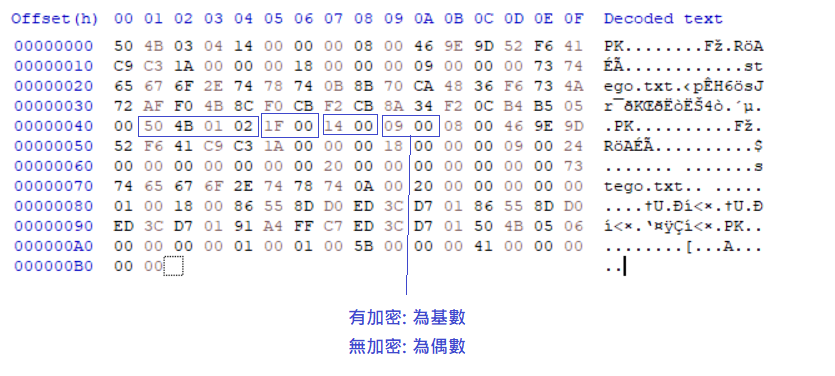 Offset(h) 00 01 02 03 04 05 06 07 08 09 0A 0B 0C 0D 0E 0F Decoded text
00000000 50 4B 03 04 14 00 00 00 08 00 46 9E 9D 52 F6 41 PK........Fž.RöA
00000010 C9 C3 1A 00 00 00 18 00 00 00 09 00 00 00 73 74 ÉÃ............st
00000020 65 67 6F 2E 74 78 74 0B 8B 70 CA 48 36 F6 73 4A ego.txt.‹pÊH6ösJ
00000030 72 AF F0 4B 8C F0 CB F2 CB 8A 34 F2 0C B4 B5 05 r¯ðKŒðËòËŠ4ò.´µ.
00000040 00 50 4B 01 02 1F 00 14 00 09 00 08 00 46 9E 9D .PK..........Fž.
00000050 52 F6 41 C9 C3 1A 00 00 00 18 00 00 00 09 00 24 RöAÉÃ..........$
00000060 00 00 00 00 00 00 00 20 00 00 00 00 00 00 00 73 ....... .......s
00000070 74 65 67 6F 2E 74 78 74 0A 00 20 00 00 00 00 00 tego.txt.. .....
00000080 01 00 18 00 86 55 8D D0 ED 3C D7 01 86 55 8D D0 ....†U.Ðí<×.†U.Ð
00000090 ED 3C D7 01 91 A4 FF C7 ED 3C D7 01 50 4B 05 06 í<×.‘¤ÿÇí<×.PK..
000000A0 00 00 00 00 01 00 01 00 5B 00 00 00 41 00 00 00 ........[...A...
000000B0 00 00 ..
有加密: 為基數
無加密: 為偶數